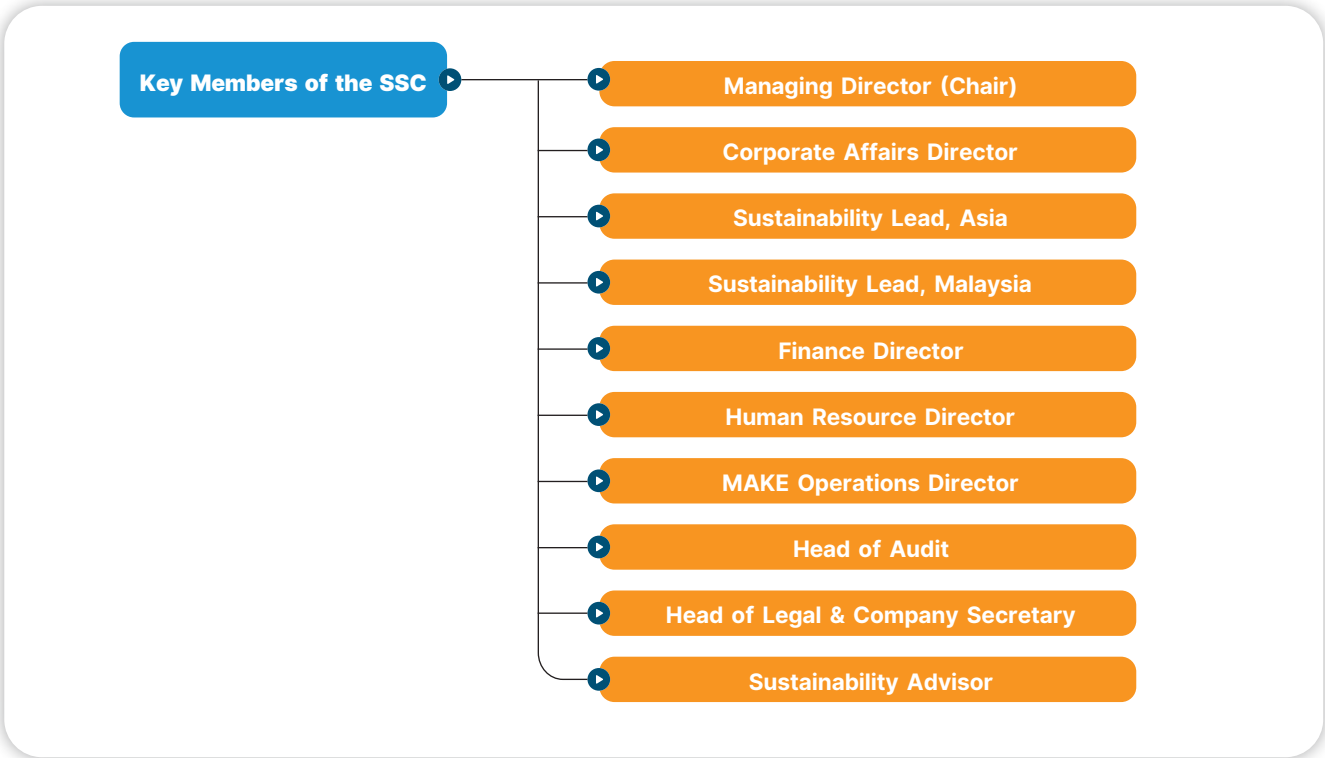 Key Members of the SSC
Managing Director (Chair)
Corporate Affairs Director
Sustainability Lead, Asia
Sustainability Lead, Malaysia
Finance Director
Human Resource Director
MAKE Operations Director
Head of Audit
Head of Legal & Company Secretary
Sustainability Advisor